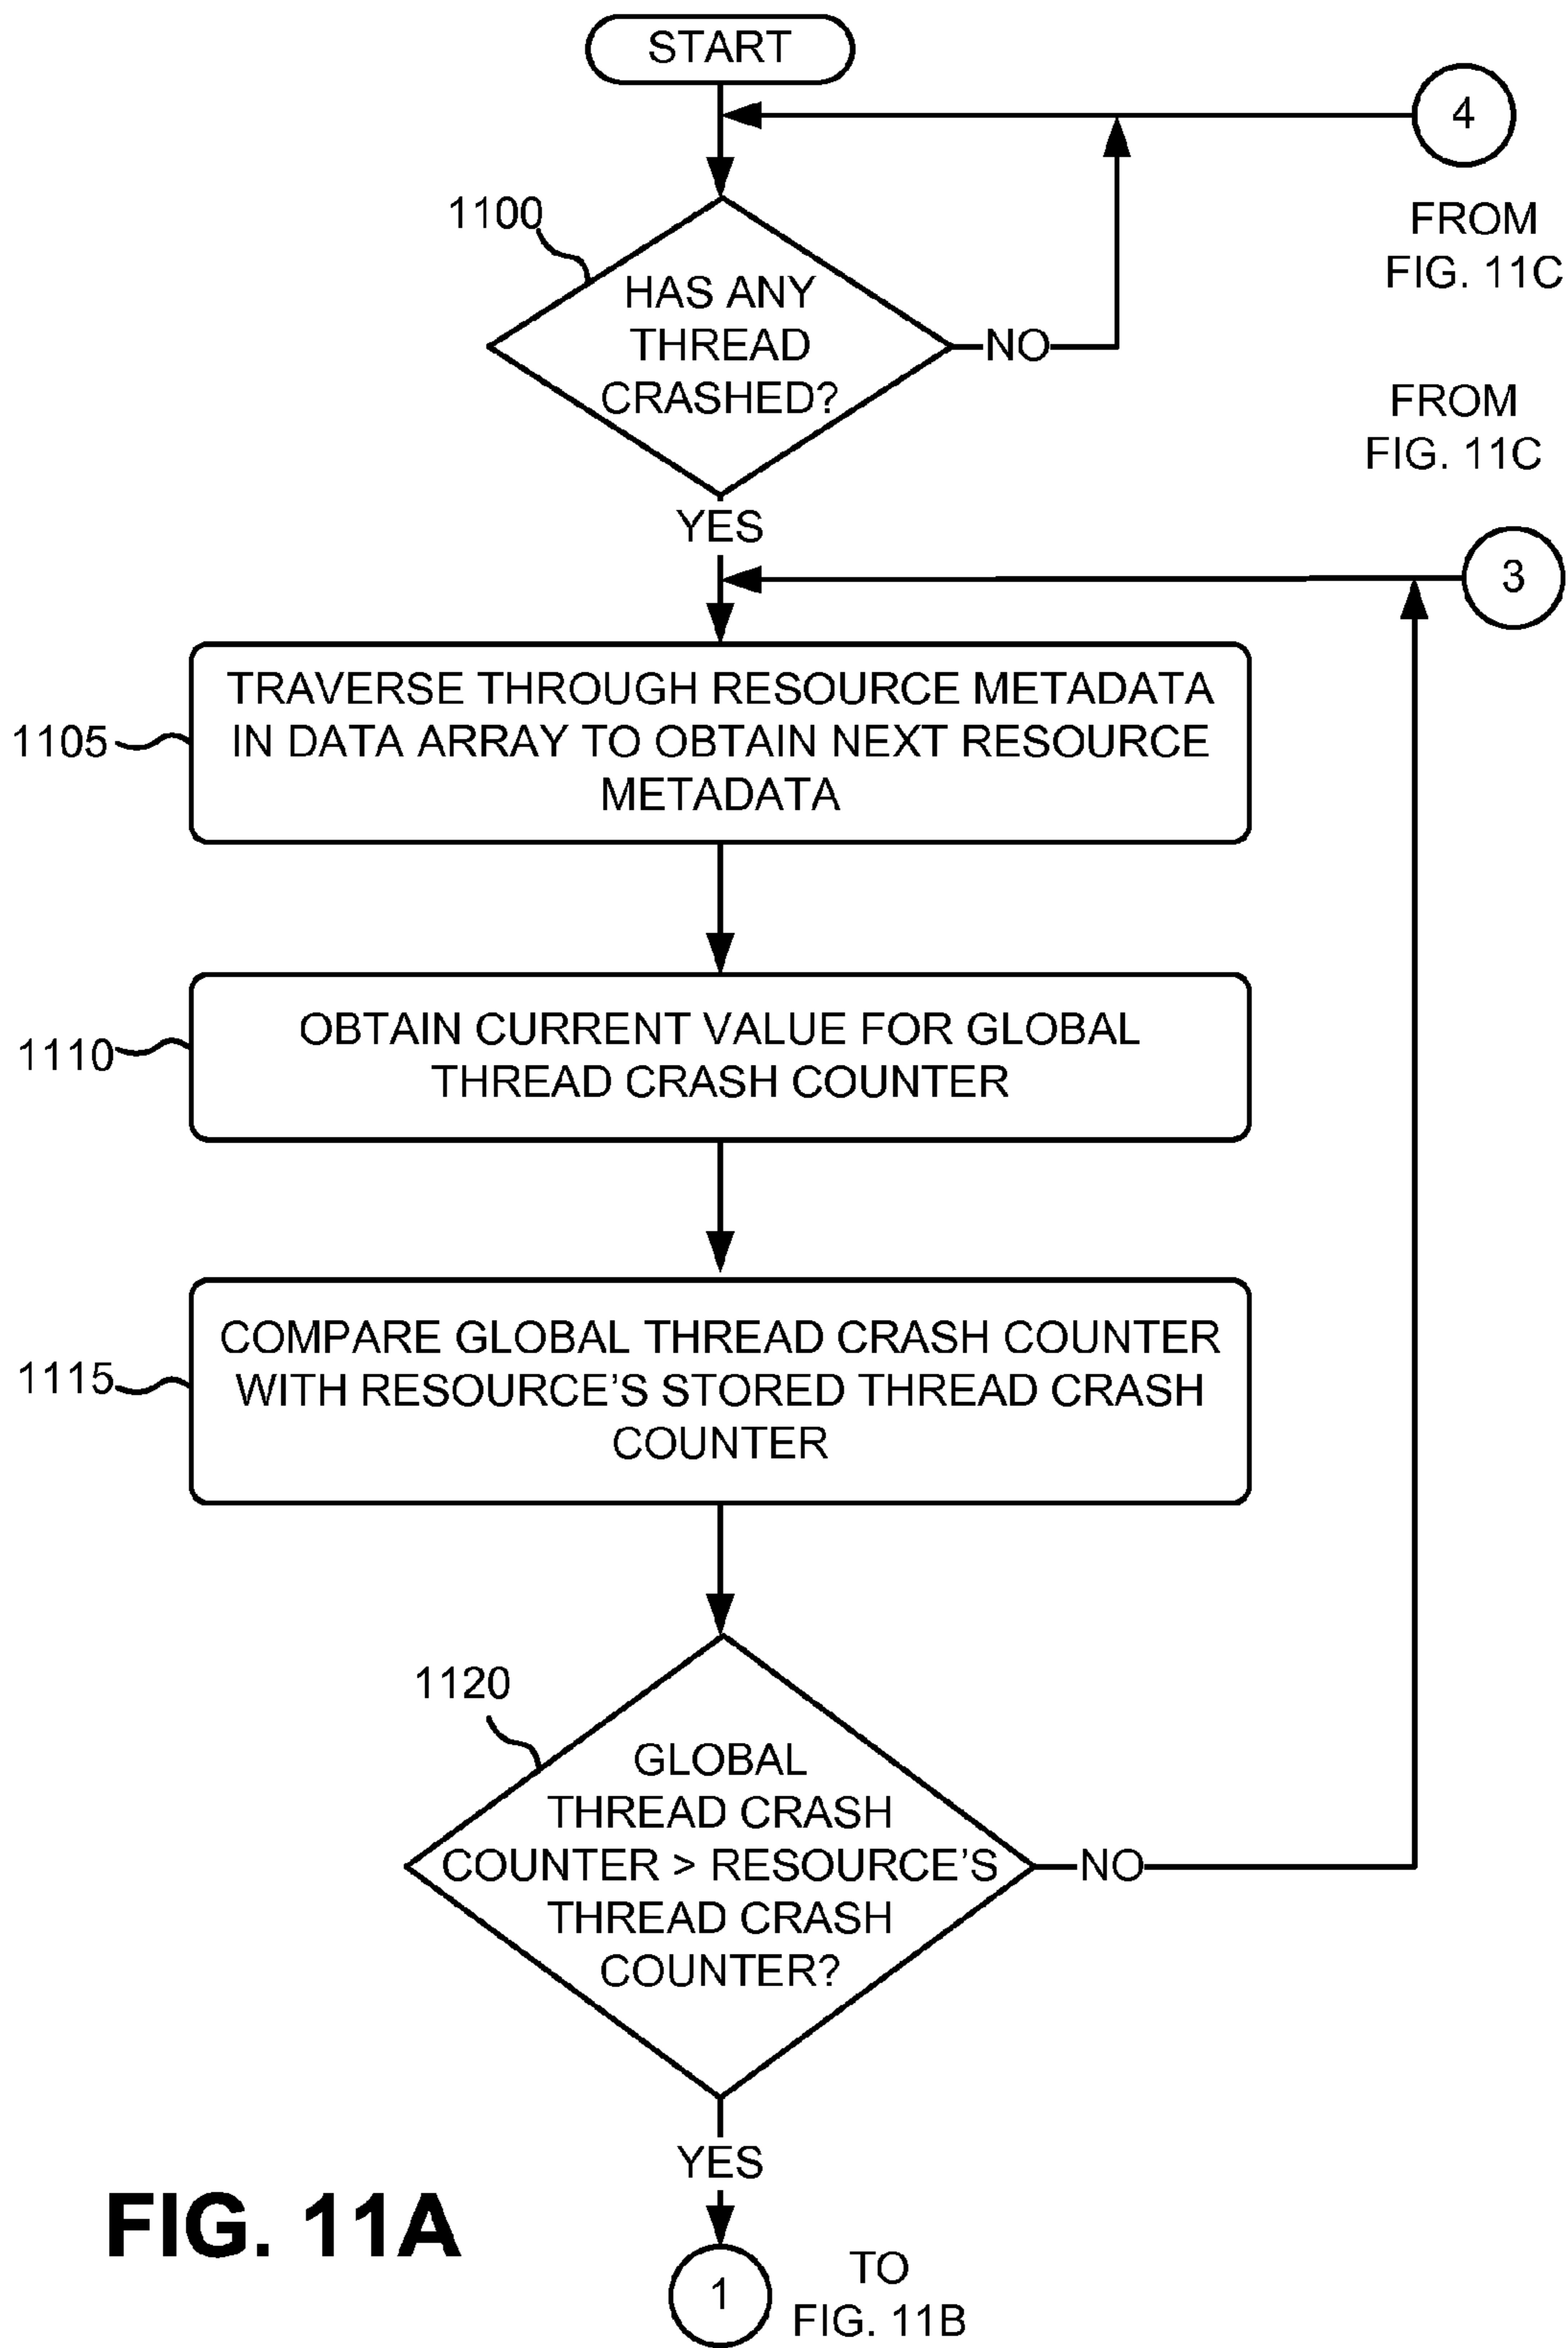 START
4
FROM
FIG. 11C
1100
HAS ANY
THREAD
CRASHED?
NO
FROM
FIG. 11C
YES
3
1105
TRAVERSE THROUGH RESOURCE METADATA
IN DATA ARRAY TO OBTAIN NEXT RESOURCE
METADATA
1110
OBTAIN CURRENT VALUE FOR GLOBAL
THREAD CRASH COUNTER
1115
COMPARE GLOBAL THREAD CRASH COUNTER
WITH RESOURCE'S STORED THREAD CRASH
COUNTER
1120
GLOBAL
THREAD CRASH
COUNTER > RESOURCE'S
THREAD CRASH
COUNTER?
NO
YES
FIG. 11A
1
TO
FIG. 11B